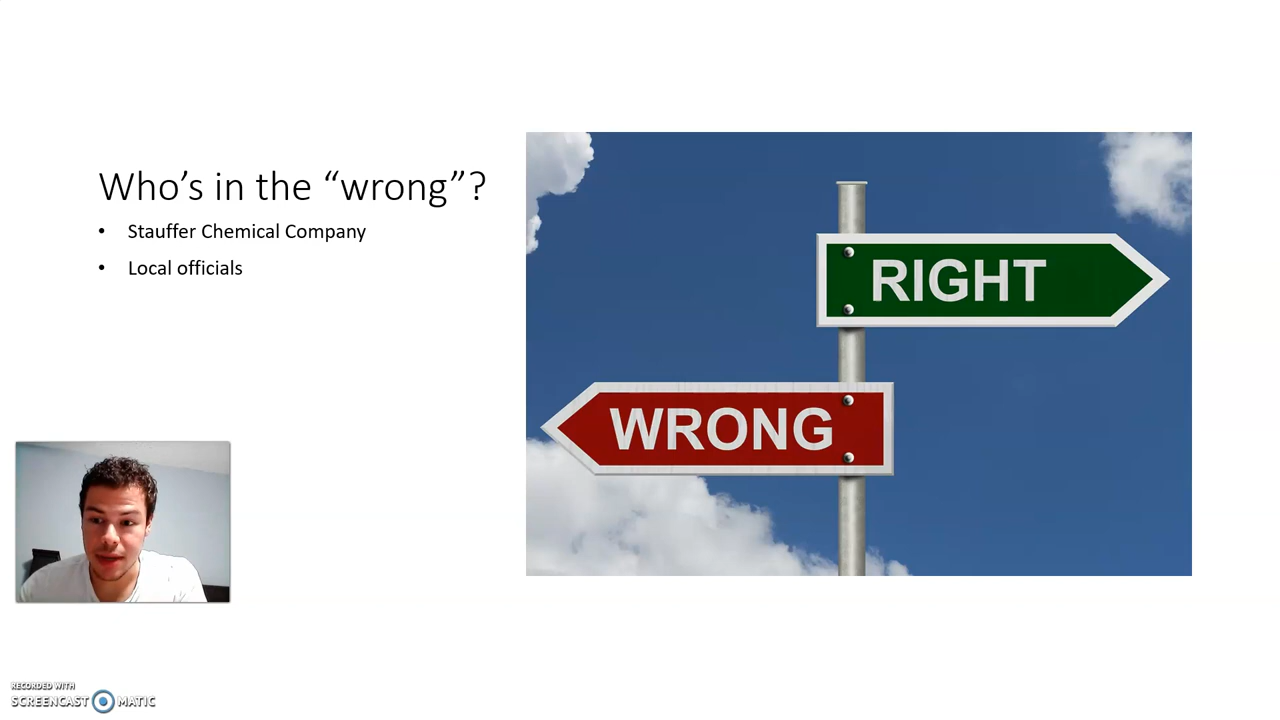 Who’s in the “wrong”?
• Stauffer Chemical Company
• Local officials
RIGHT
WRONG
RECORDED WITH
SCREENCAST MATIC